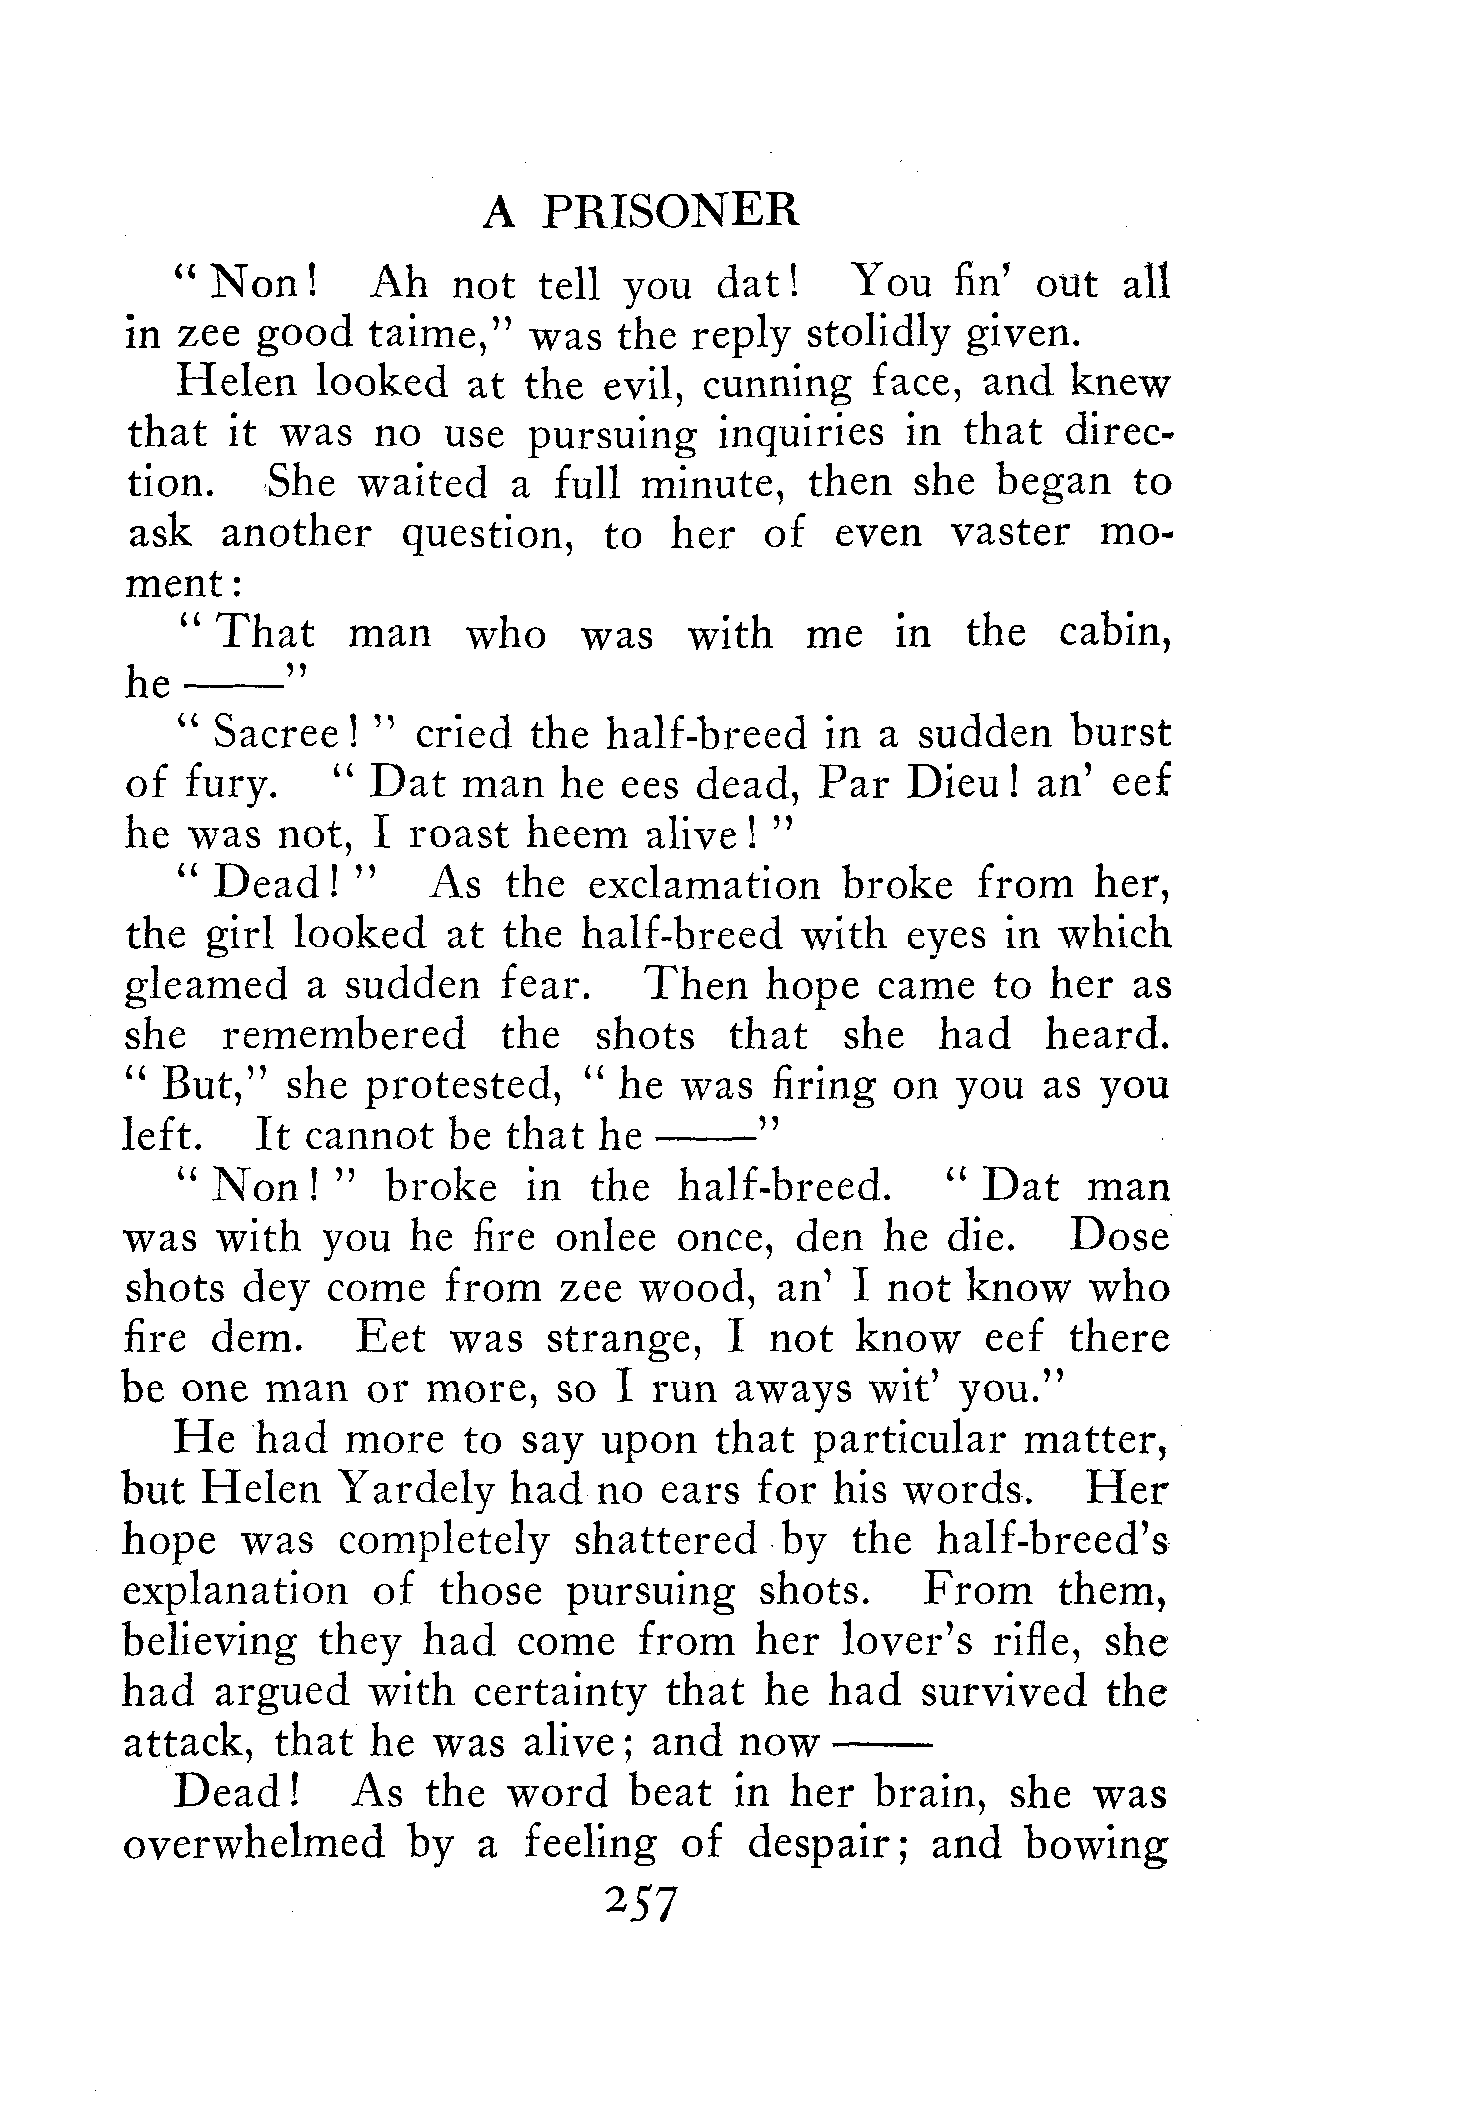 A PRISONER
“ Non! Ah not tell you dat! You fin’ out all
in zee good taime,” was the reply stolidly given.
Helen looked at the evil, cunning face, and knew
that it was no use pursuing inquiries in that direc-
tion. She waited a full minute, then she began to
ask another question, to her of even vaster mo-
ment:
“ That man who was with me in the cabin,
he ——”
“ Sacree! ” cried the half-breed in a sudden burst
of fury. “ Dat man he ees dead, Par Dieu! an’ eef
he was not, I roast heem alive! ”
“ Dead! ” As the exclamation broke from her,
the girl looked at the half-breed with eyes in which
gleamed a sudden fear. Then hope came to her as
she remembered the shots that she had heard.
“ But,” she protested, “ he was firing on you as you
left. It cannot be that he ——”
“ Non! ” broke in the half-breed. “ Dat man
was with you he fire onlee once, den he die. Dose
shots dey come from zee wood, an’ I not know who
fire dem. Eet was strange, I not know eef there
be one man or more, so I run aways wit’ you.”
He had more to say upon that particular matter,
but Helen Yardely had no ears for his words. Her
hope was completely shattered by the half-breed’s
explanation of those pursuing shots. From them,
believing they had come from her lover’s rifle, she
had argued with certainty that he had survived the
attack, that he was alive; and now ——
Dead! As the word beat in her brain, she was
overwhelmed by a feeling of despair; and bowing
257